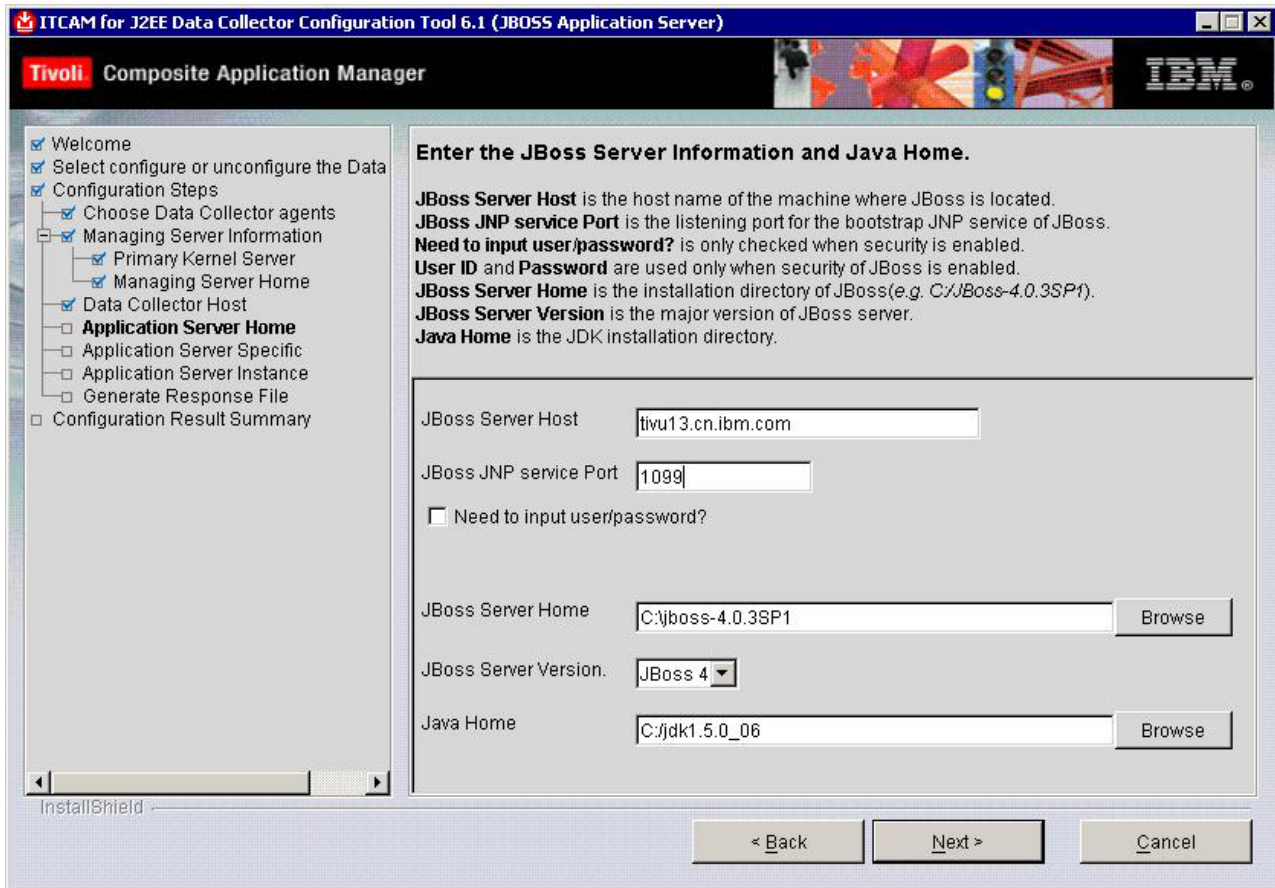 ITCAM for J2EE Data Collector Configuration Tool 6.1 (JBOSS Application Server)
Tivoli. Composite Application Manager
IBM®
Welcome
Select configure or unconfigure the Data
Configuration Steps
Choose Data Collector agents
Managing Server Information
Primary Kernel Server
Managing Server Home
Data Collector Host
Application Server Home
Application Server Specific
Application Server Instance
Generate Response File
Configuration Result Summary
Enter the JBoss Server Information and Java Home.
JBoss Server Host is the host name of the machine where JBoss is located.
JBoss JNP service Port is the listening port for the bootstrap JNP service of JBoss.
Need to input user/password? is only checked when security is enabled.
User ID and Password are used only when security of JBoss is enabled.
JBoss Server Home is the installation directory of JBoss(e.g. C:/JBoss-4.0.3SP1).
JBoss Server Version is the major version of JBoss server.
Java Home is the JDK installation directory.
JBoss Server Host tivu13.cn.ibm.com
JBoss JNP service Port 1099
Need to input user/password?
JBoss Server Home C:\jboss-4.0.3SP1 Browse
JBoss Server Version. JBoss 4
Java Home C:/jdk1.5.0_06 Browse
InstallShield
< Back Next > Cancel